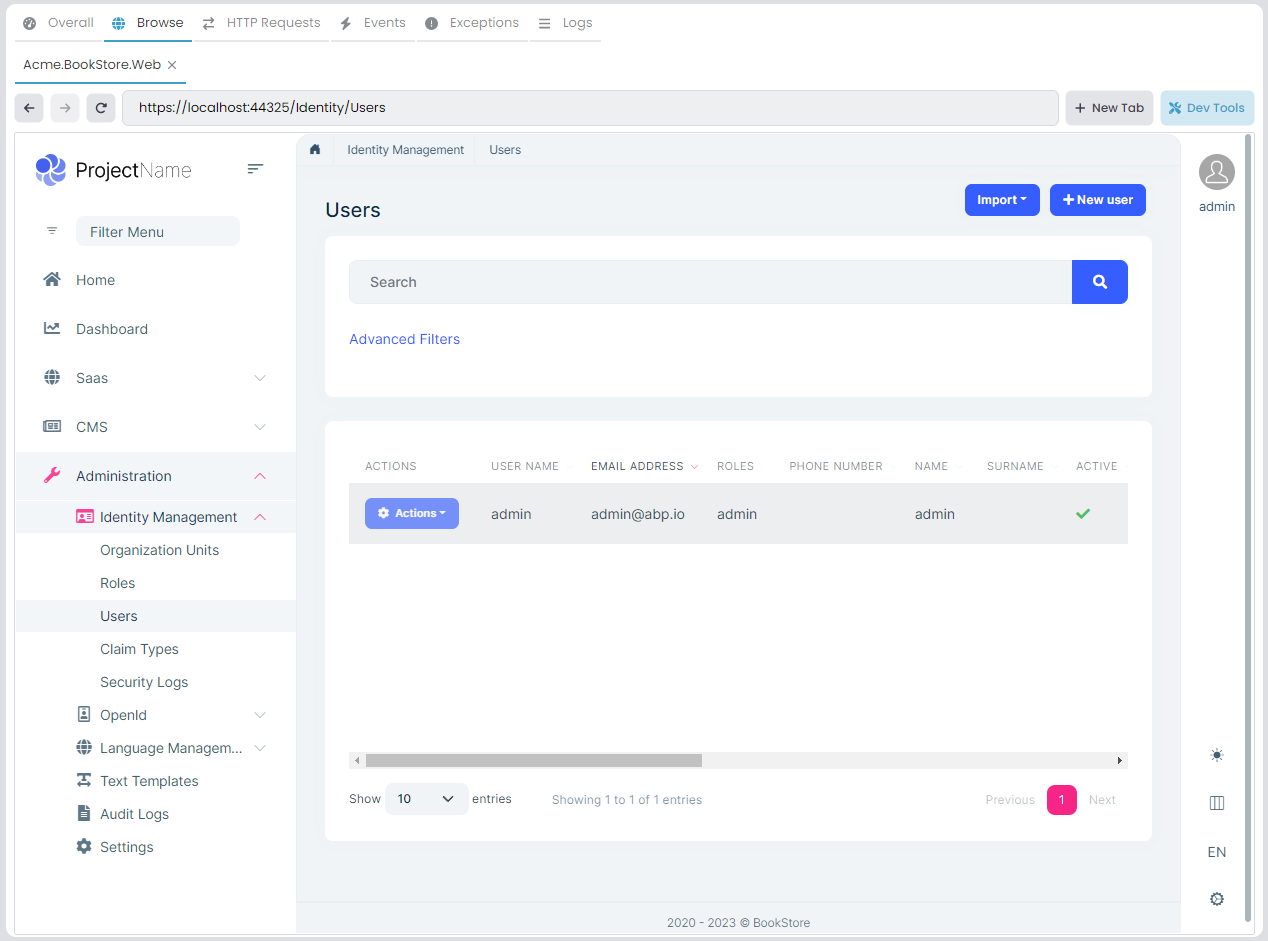 Overall Browse HTTP Requests Events Exceptions Logs
Acme.BookStore.Web
https://localhost:44325/Identity/Users New Tab Dev Tools
ProjectName
Filter Menu
Home
Dashboard
Saas
CMS
Administration
Identity Management
Organization Units
Roles
Users
Claim Types
Security Logs
OpenId
Language Managem...
Text Templates
Audit Logs
Settings
Identity Management Users
Users
Import New user
Search
Advanced Filters
ACTIONS USER NAME EMAIL ADDRESS ROLES PHONE NUMBER NAME SURNAME ACTIVE
Actions admin admin@abp.io admin admin
Show 10 entries Showing 1 to 1 of 1 entries Previous 1 Next
2020 - 2023 © BookStore
admin
EN